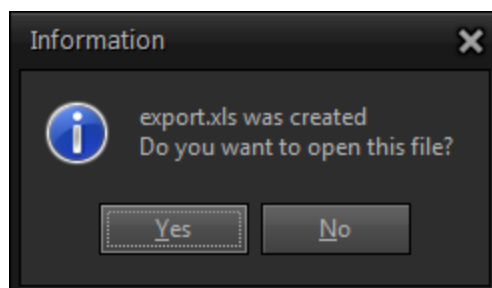 Information
export.xls was created
Do you want to open this file?
Yes
No